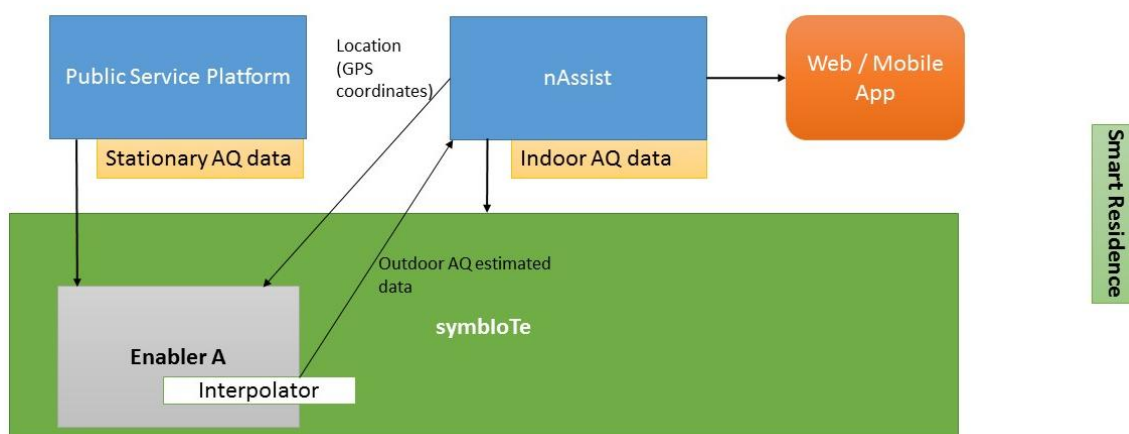 Public Service Platform
Stationary AQ data
Location
(GPS
coordinates)
nAssist
Indoor AQ data
Web / Mobile
App
Smart Residence
Outdoor AQ estimated
data
symbIoTe
Enabler A
Interpolator